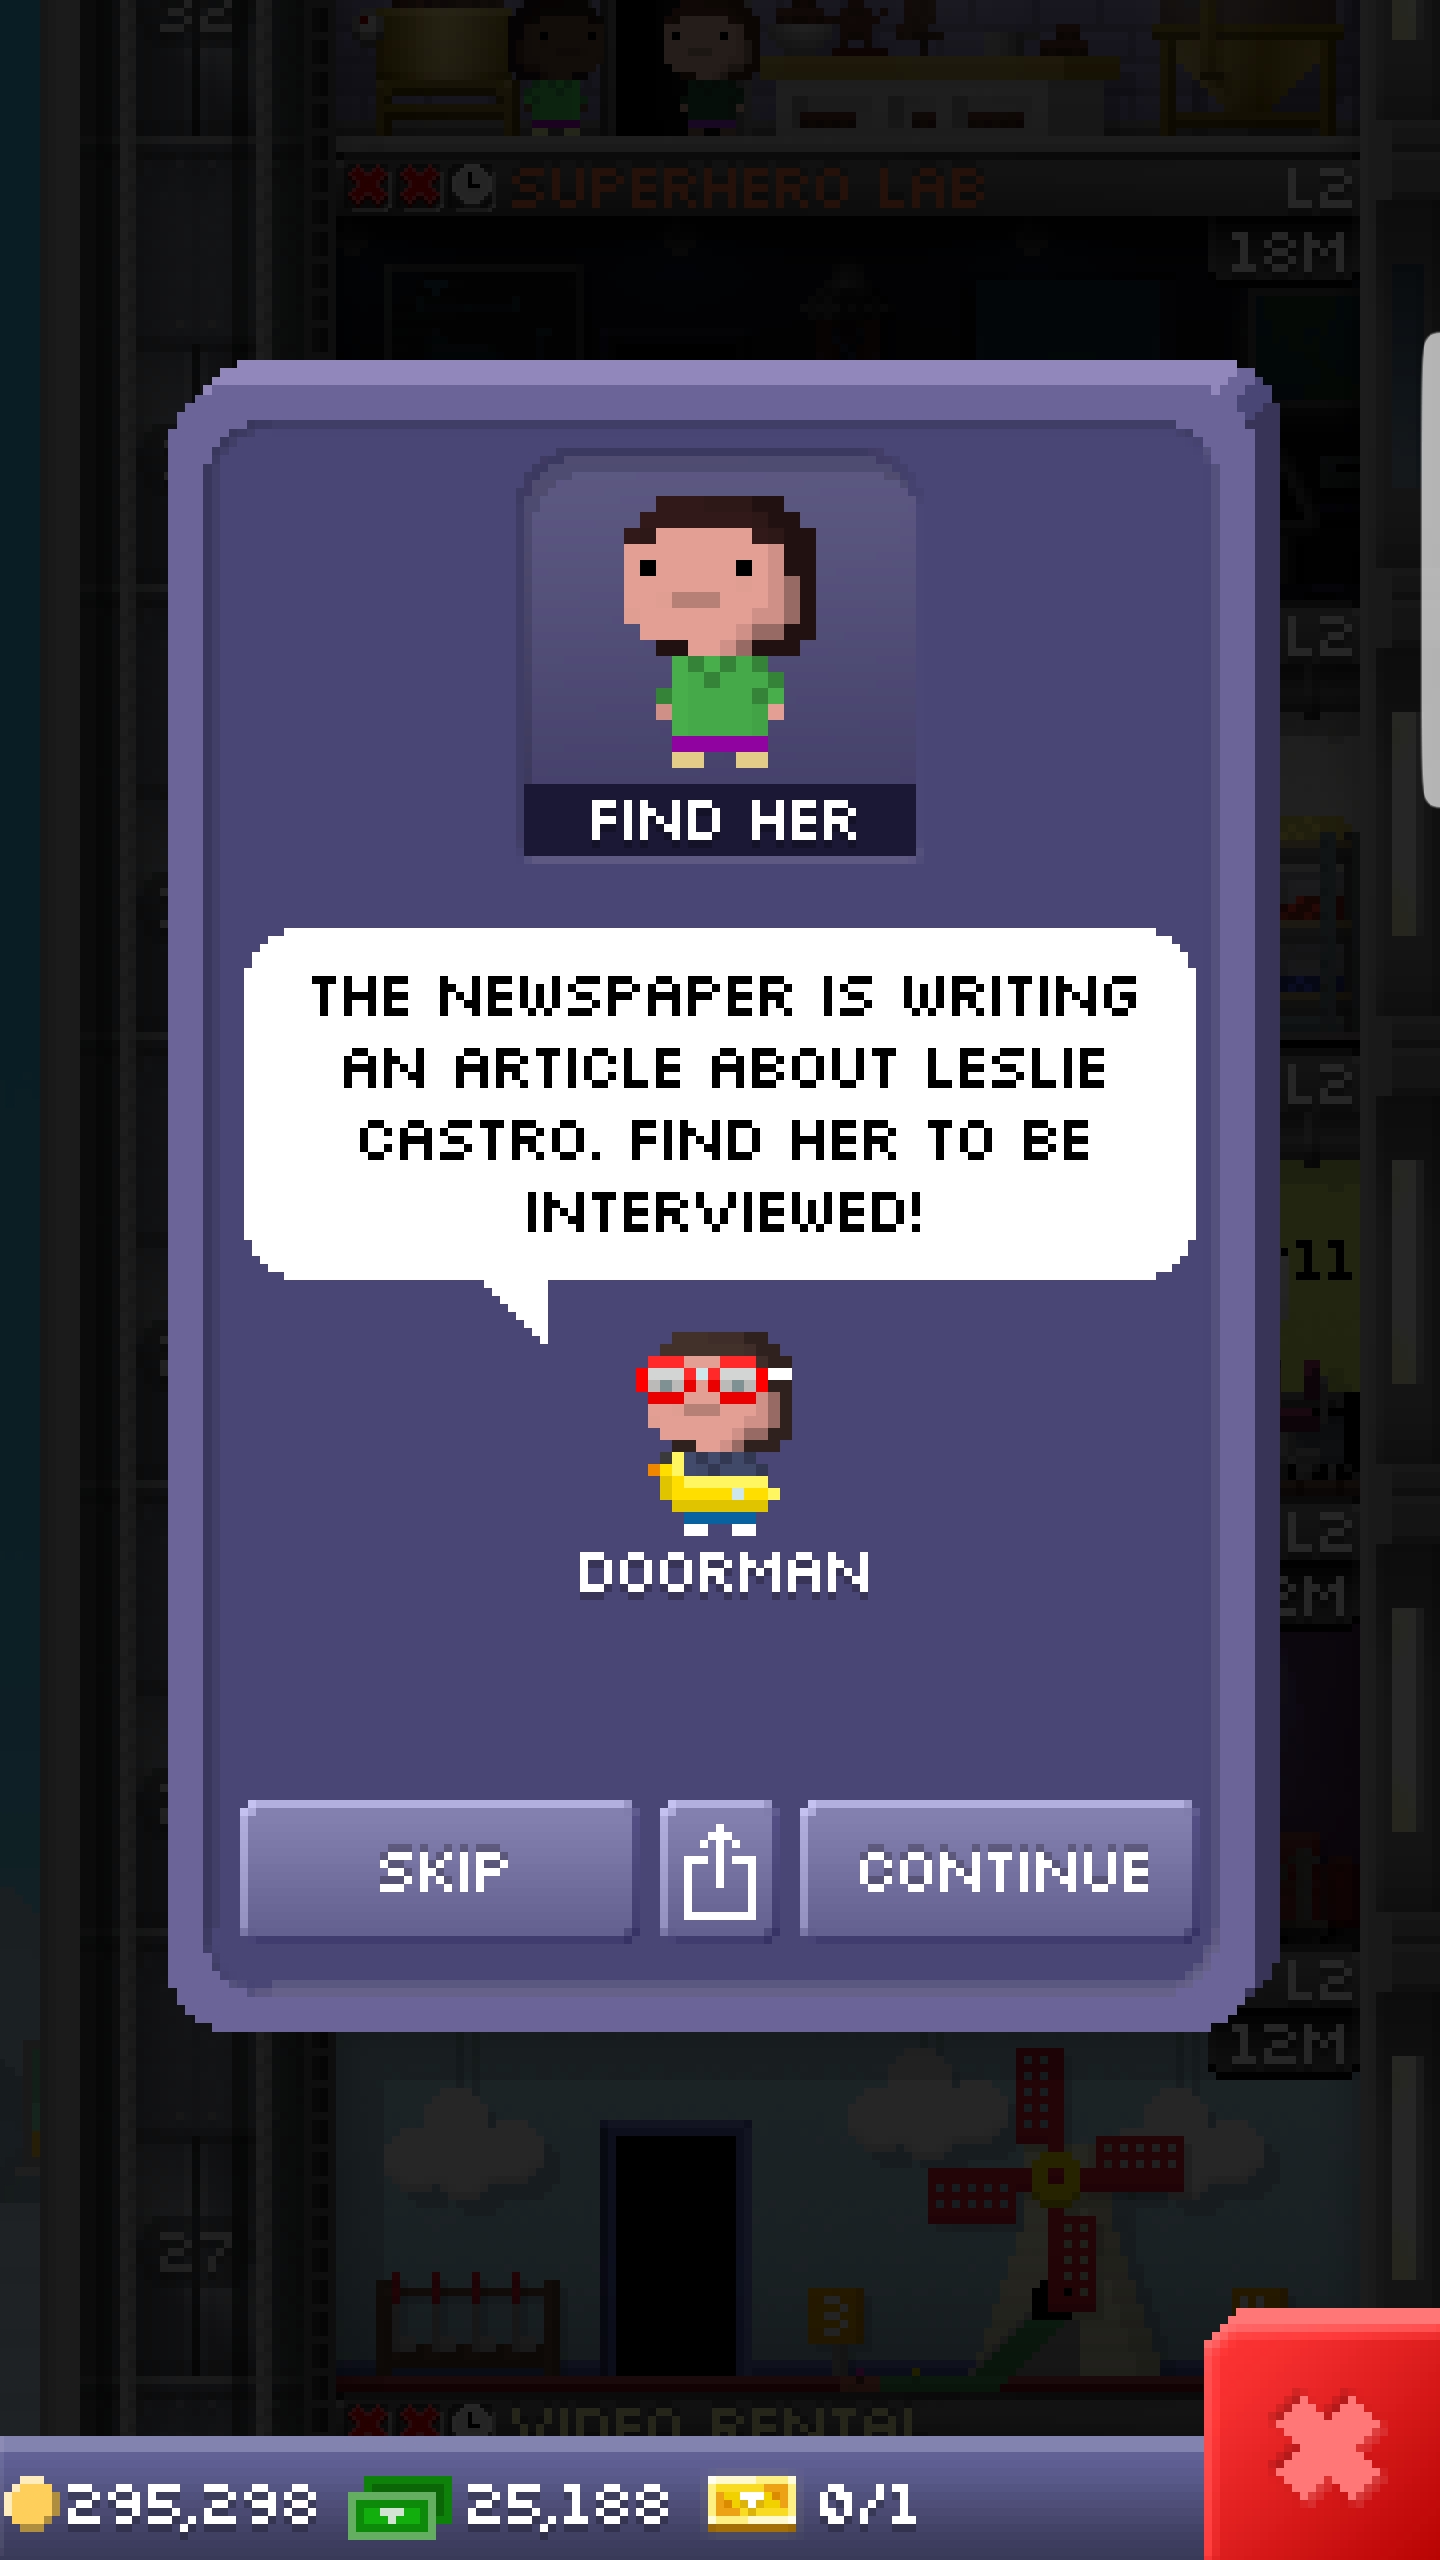 32
SUPERHERO LAB L2
18M
L2
FIND HER
THE NEWSPAPER IS WRITING
AN ARTICLE ABOUT LESLIE
CASTRO. FIND HER TO BE
INTERVIEWED!
L2
11
L2
2M
DOORMAN
SKIP
CONTINUE
L2
12M
27
3
VIDEO RENTAL
295,298 25,188 0/1